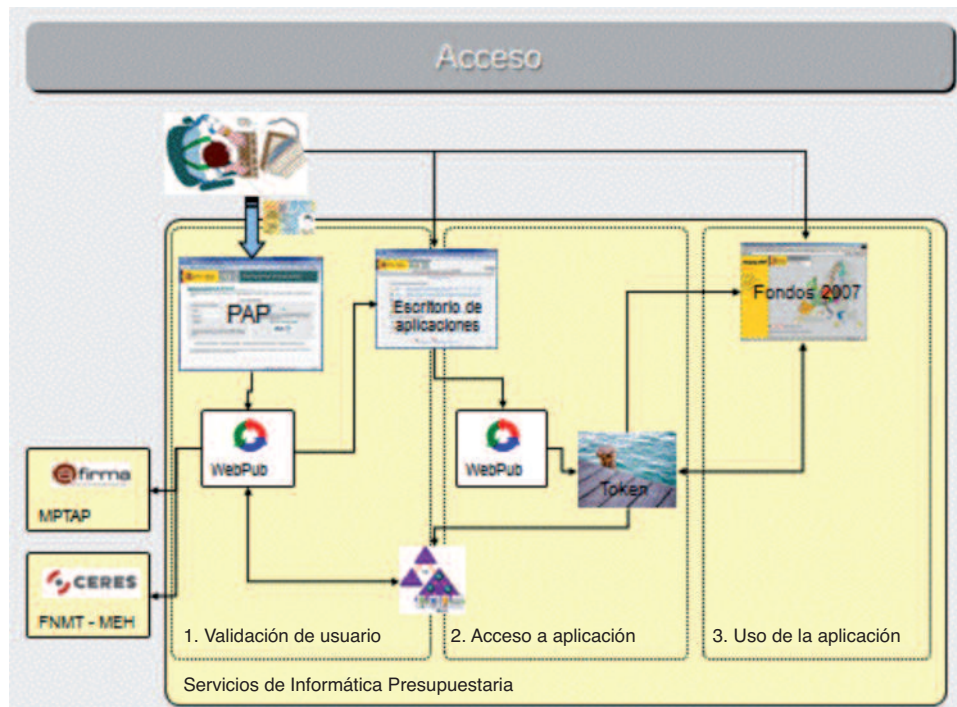 Acceso
PAP
Escritorio de
aplicaciones
Fondos 2007
WebPub
WebPub
Token
@firma
MPTAP
CERES
FNMT - MEH
1. Validación de usuario
2. Acceso a aplicación
3. Uso de la aplicación
Servicios de Informática Presupuestaria